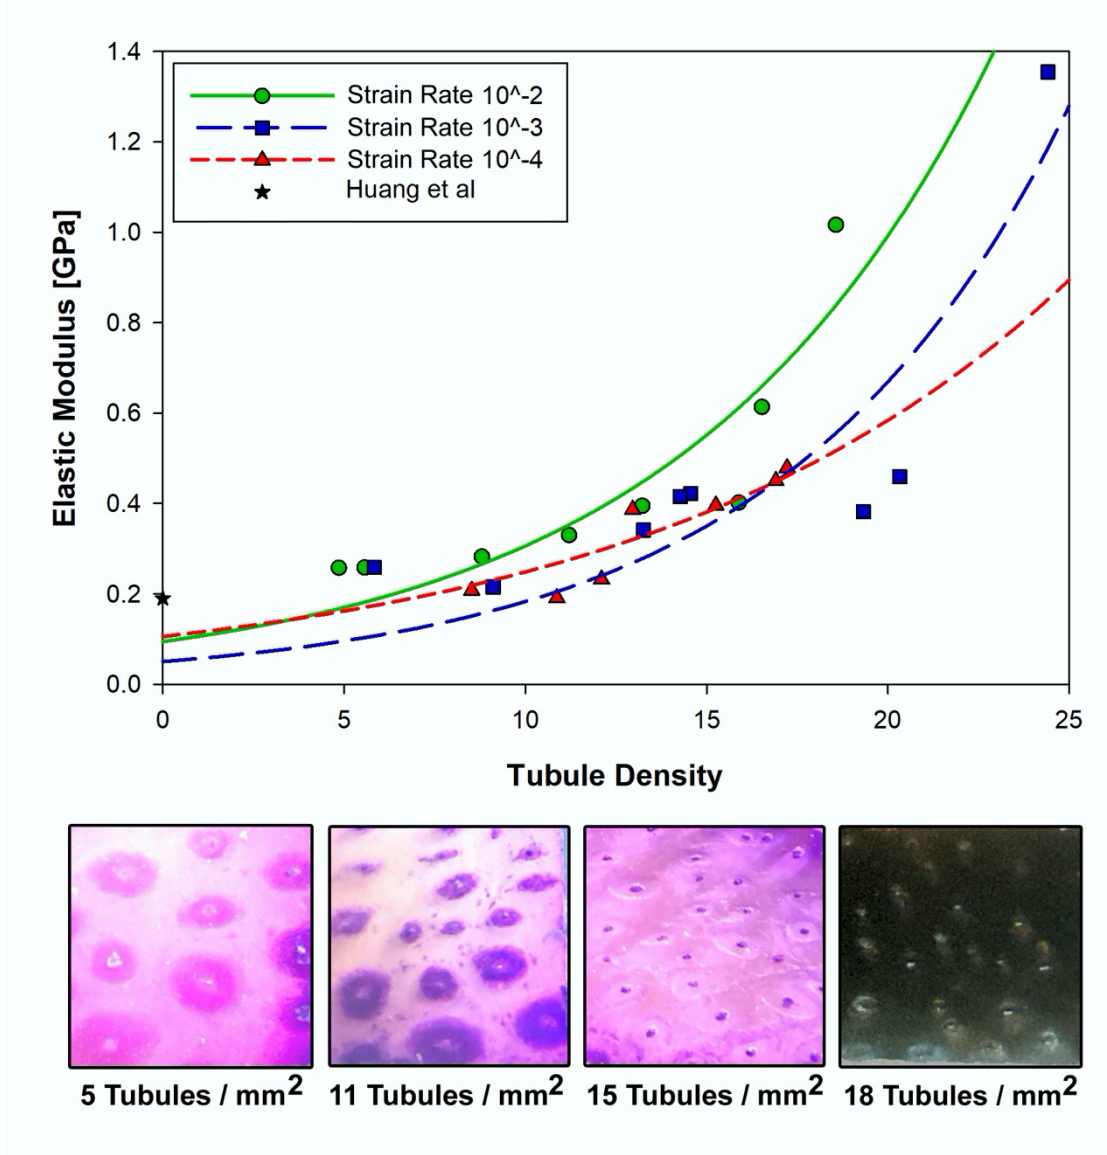 1.4
1.2
1.0
0.8
0.6
0.4
0.2
0.0
Elastic Modulus [GPa]
Strain Rate 10^-2
Strain Rate 10^-3
Strain Rate 10^-4
Huang et al
0 5 10 15 20 25
Tubule Density
5 Tubules / mm2 11 Tubules / mm2 15 Tubules / mm2 18 Tubules / mm2